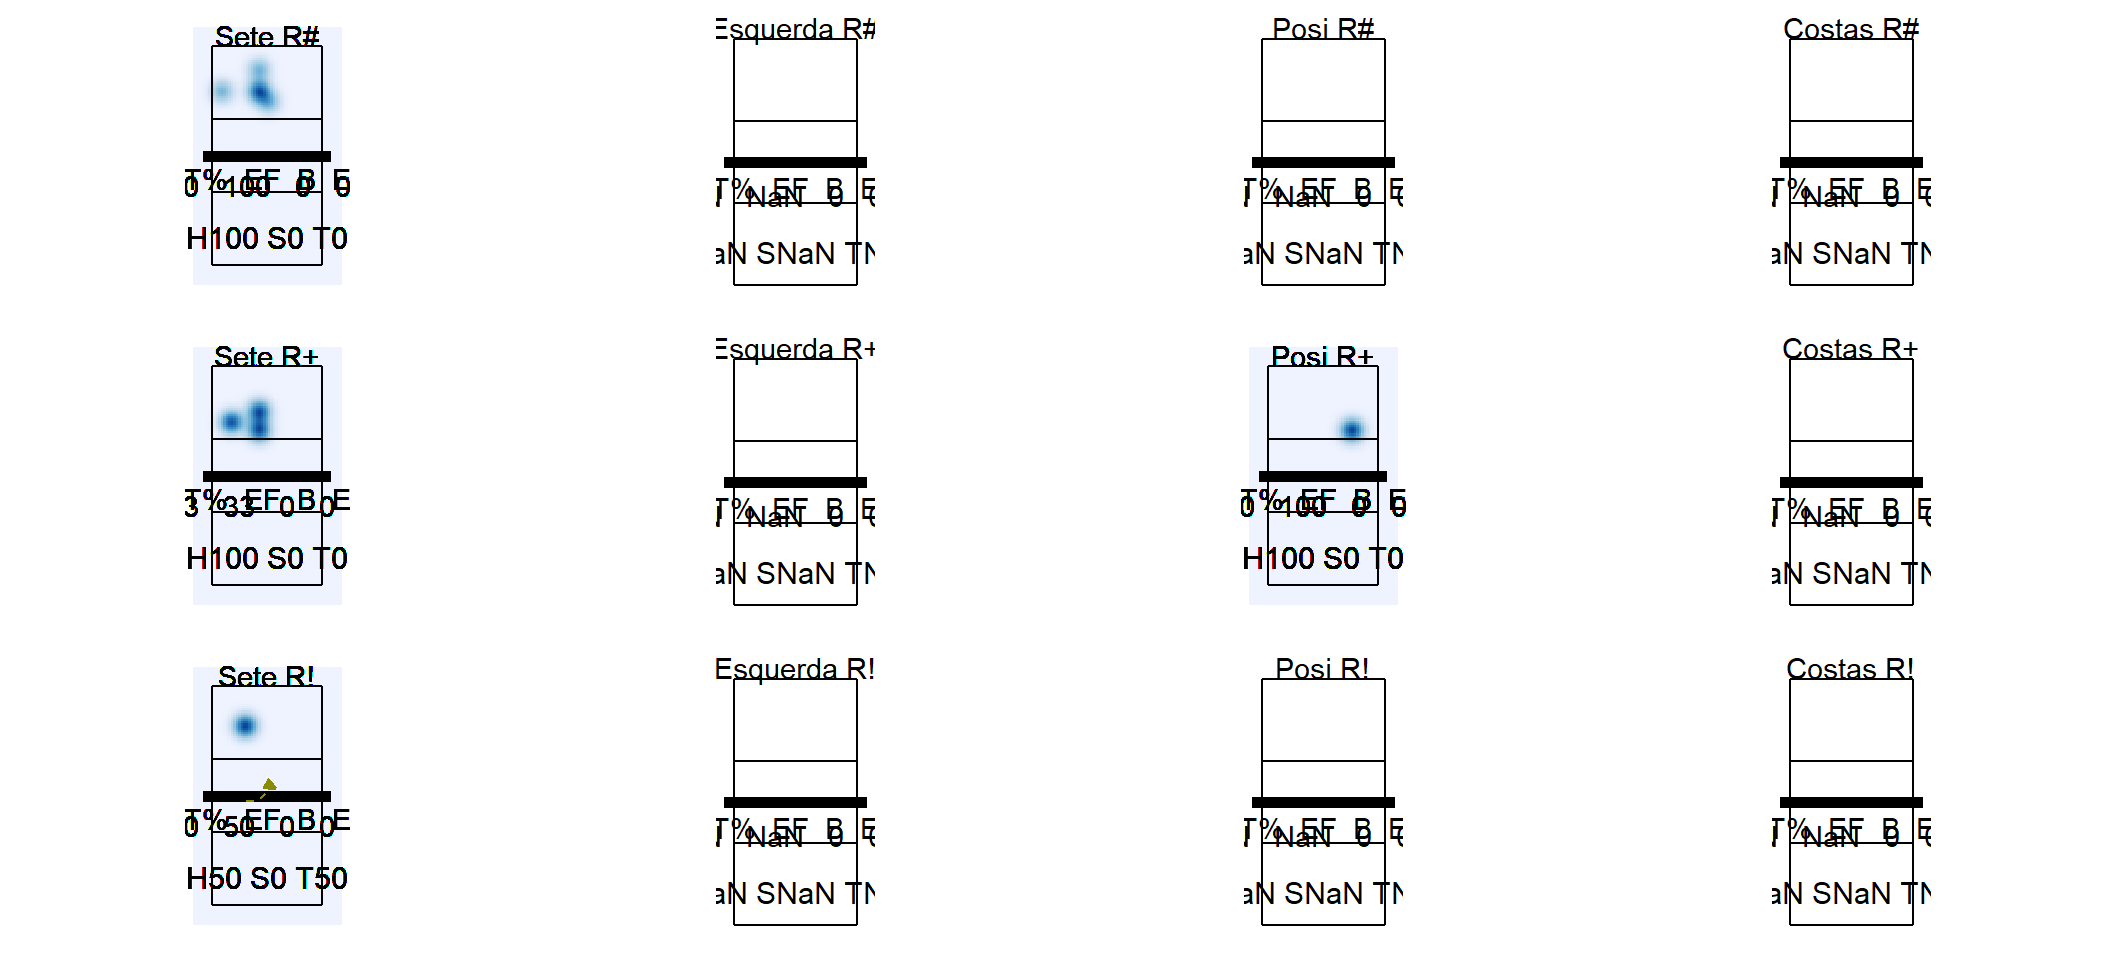 Sete R# Esquerda R# Posi R# Costas R#
T% EF B E T% EF B E T% EF B E T% EF B E
0 100 0 0 NaN 0 NaN 0 NaN 0
H100 S0 T0 aN SNaN TN aN SNaN TN aN SNaN TN
Sete R+ Esquerda R+ Posi R+ Costas R+
T% EF B E T% EF B E T% EF B E T% EF B E
3 33 0 0 NaN 0 0 100 0 0 NaN 0
H100 S0 T0 aN SNaN TN H100 S0 T0 aN SNaN TN
Sete R! Esquerda R! Posi R! Costas R!
T% EF B E T% EF B E T% EF B E T% EF B E
0 50 0 0 NaN 0 NaN 0 NaN 0
H50 S0 T50 aN SNaN TN aN SNaN TN aN SNaN TN